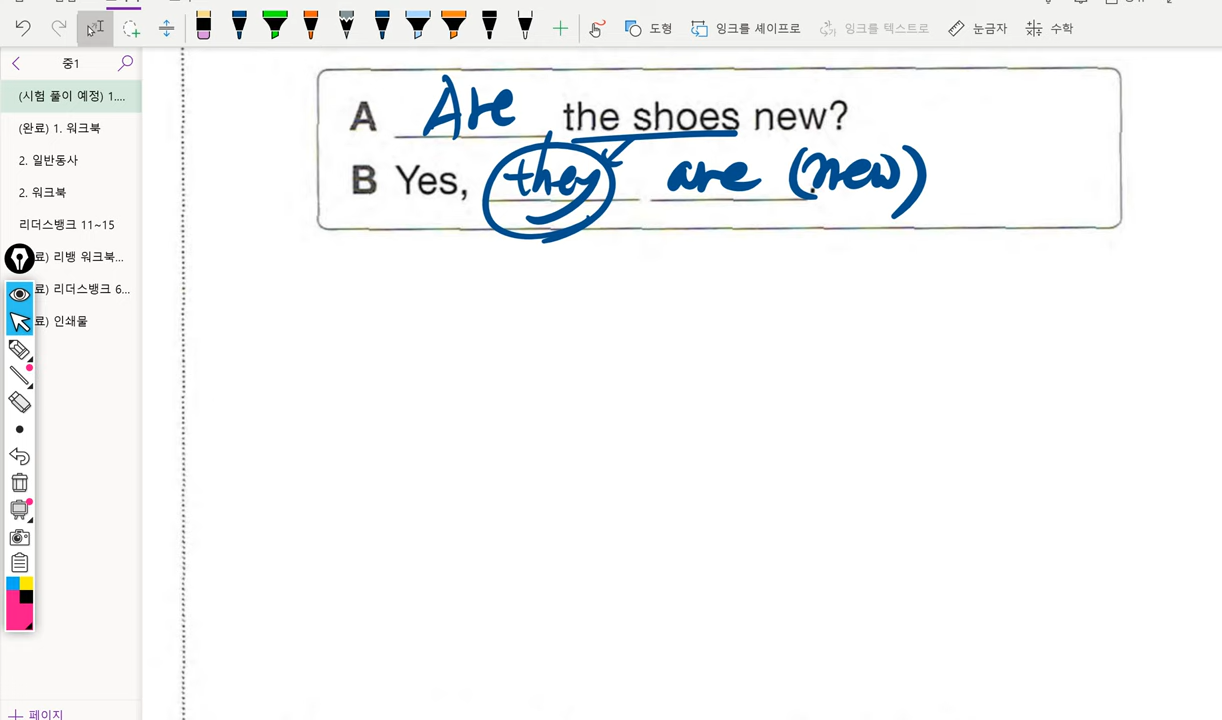 도형 잉크를 셰이프로 잉크를 텍스트로 눈금자 수학
중1
(시험 풀이 예정) 1....
(완료) 1. 워크북
2. 일반동사
2. 워크북
리더스뱅크 11~15
료) 리뱅 워크북...
료) 리더스뱅크 6...
료) 인쇄물
페이지
A Are the shoes new?
B Yes, they are (new)